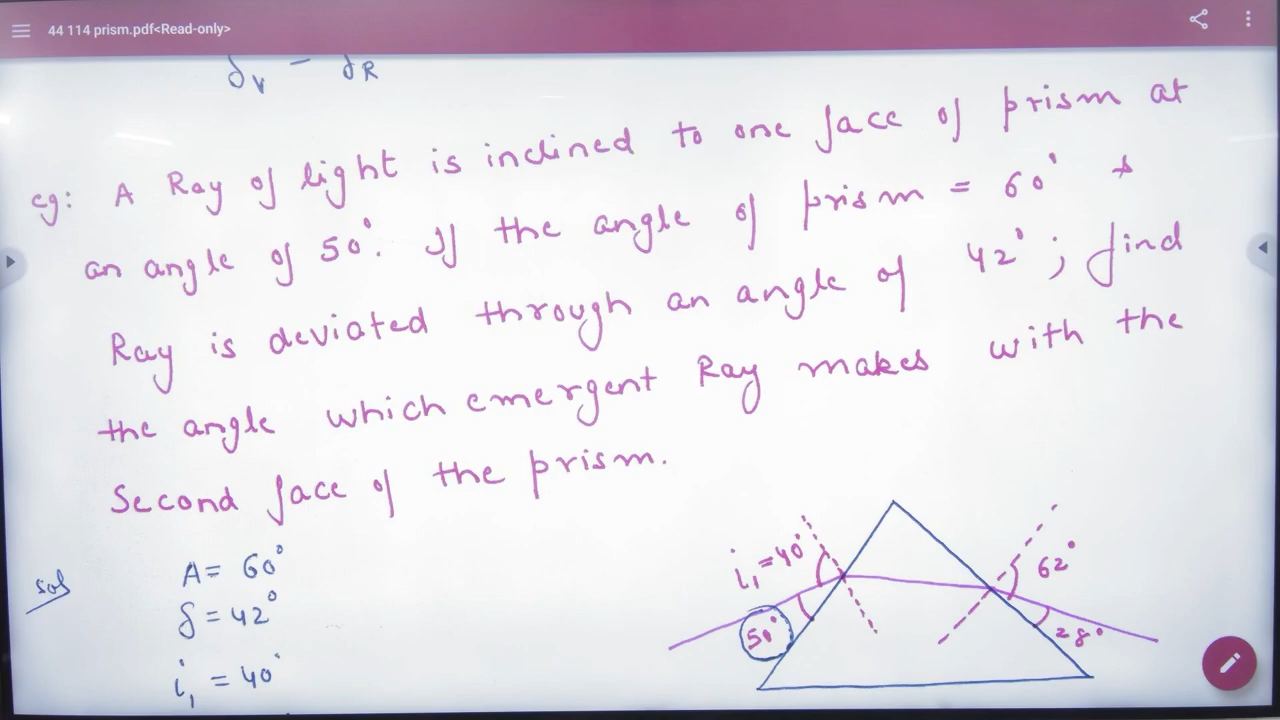 44 114 prism.pdf<Read-only>
δv - δR
eg: A Ray of light is inclined to one face of prism at
an angle of 50°. If the angle of prism = 60° &
Ray is deviated through an angle of 42°; find
the angle which emergent Ray makes with the
Second face of the prism.
Sol
A = 60°
δ = 42°
i₁ = 40°
i₁ = 40°
62°
50°
28°